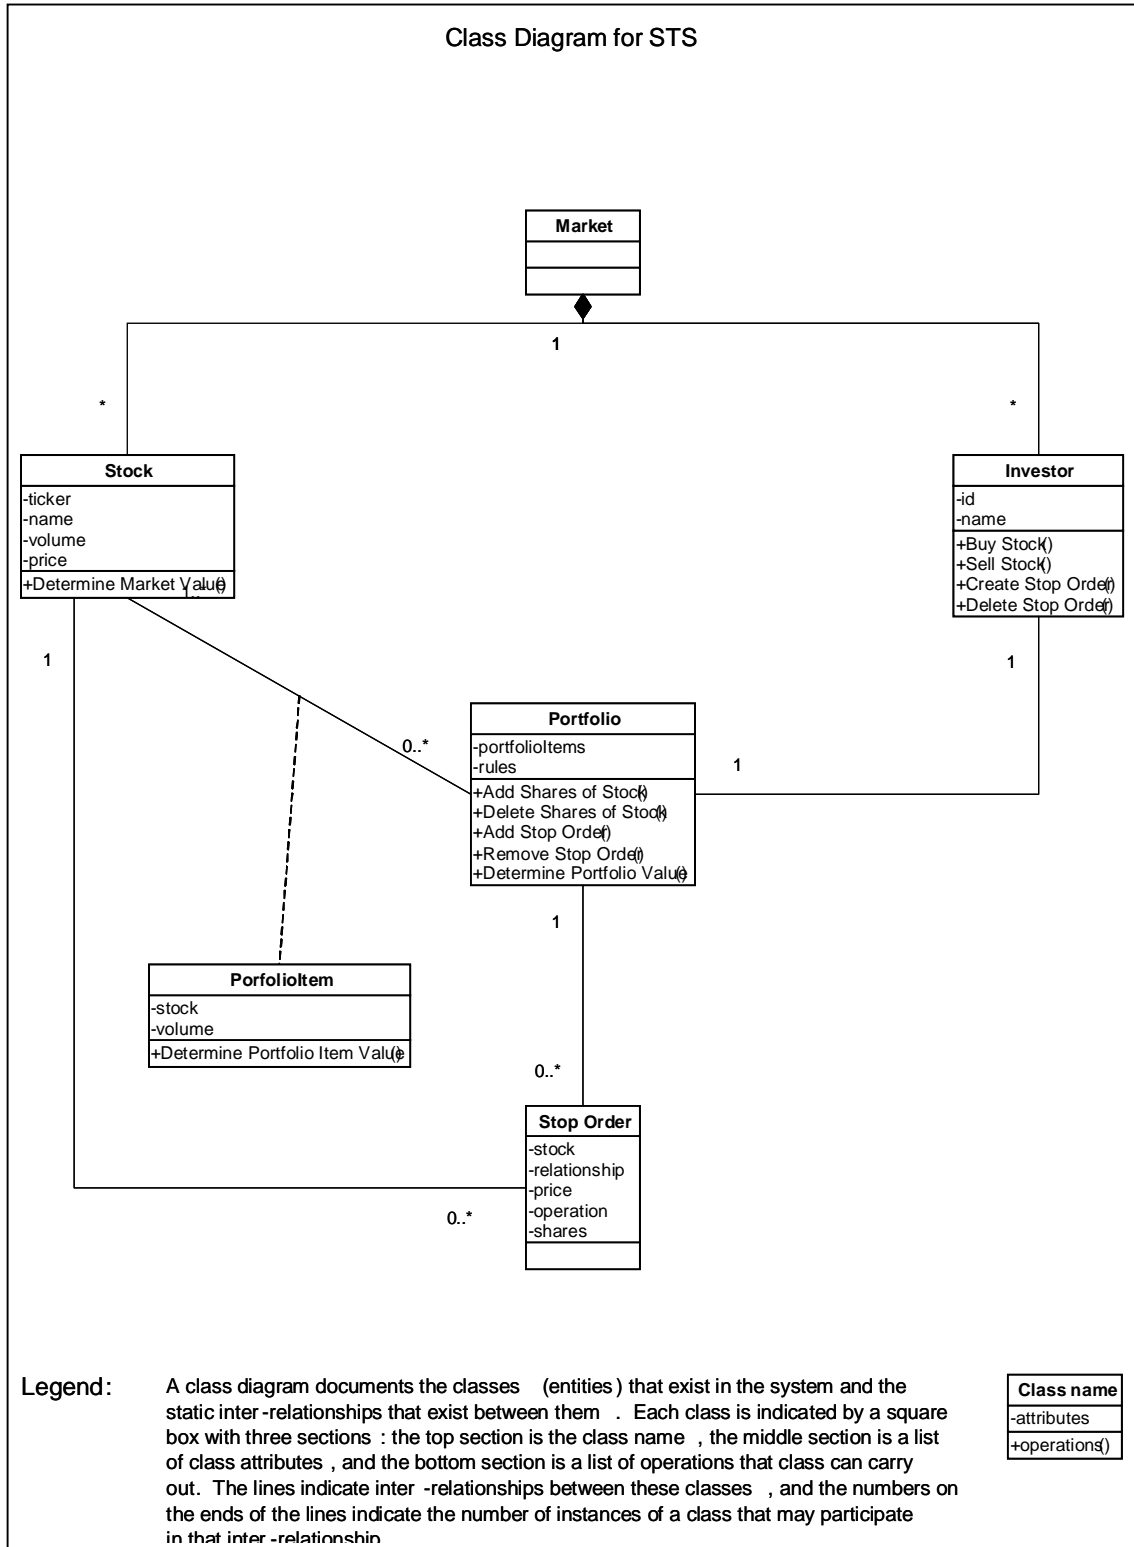 Class Diagram for STS
Market
1
*
*
Stock
-ticker
-name
-volume
-price
+Determine Market Value()
1..*
Investor
-id
-name
+Buy Stock()
+Sell Stock()
+Create Stop Order()
+Delete Stop Order()
1
1
Portfolio
-portfolioItems
-rules
+Add Shares of Stock()
+Delete Shares of Stock()
+Add Stop Order()
+Remove Stop Order()
+Determine Portfolio Value()
0..*
1
1
PorfolioItem
-stock
-volume
+Determine Portfolio Item Value()
0..*
Stop Order
-stock
-relationship
-price
-operation
-shares
0..*
Legend:
A class diagram documents the classes (entities) that exist in the system and the
static inter-relationships that exist between them . Each class is indicated by a square
box with three sections : the top section is the class name , the middle section is a list
of class attributes , and the bottom section is a list of operations that class can carry
out. The lines indicate inter -relationships between these classes , and the numbers on
the ends of the lines indicate the number of instances of a class that may participate
in that inter-relationship
Class name
-attributes
+operations()